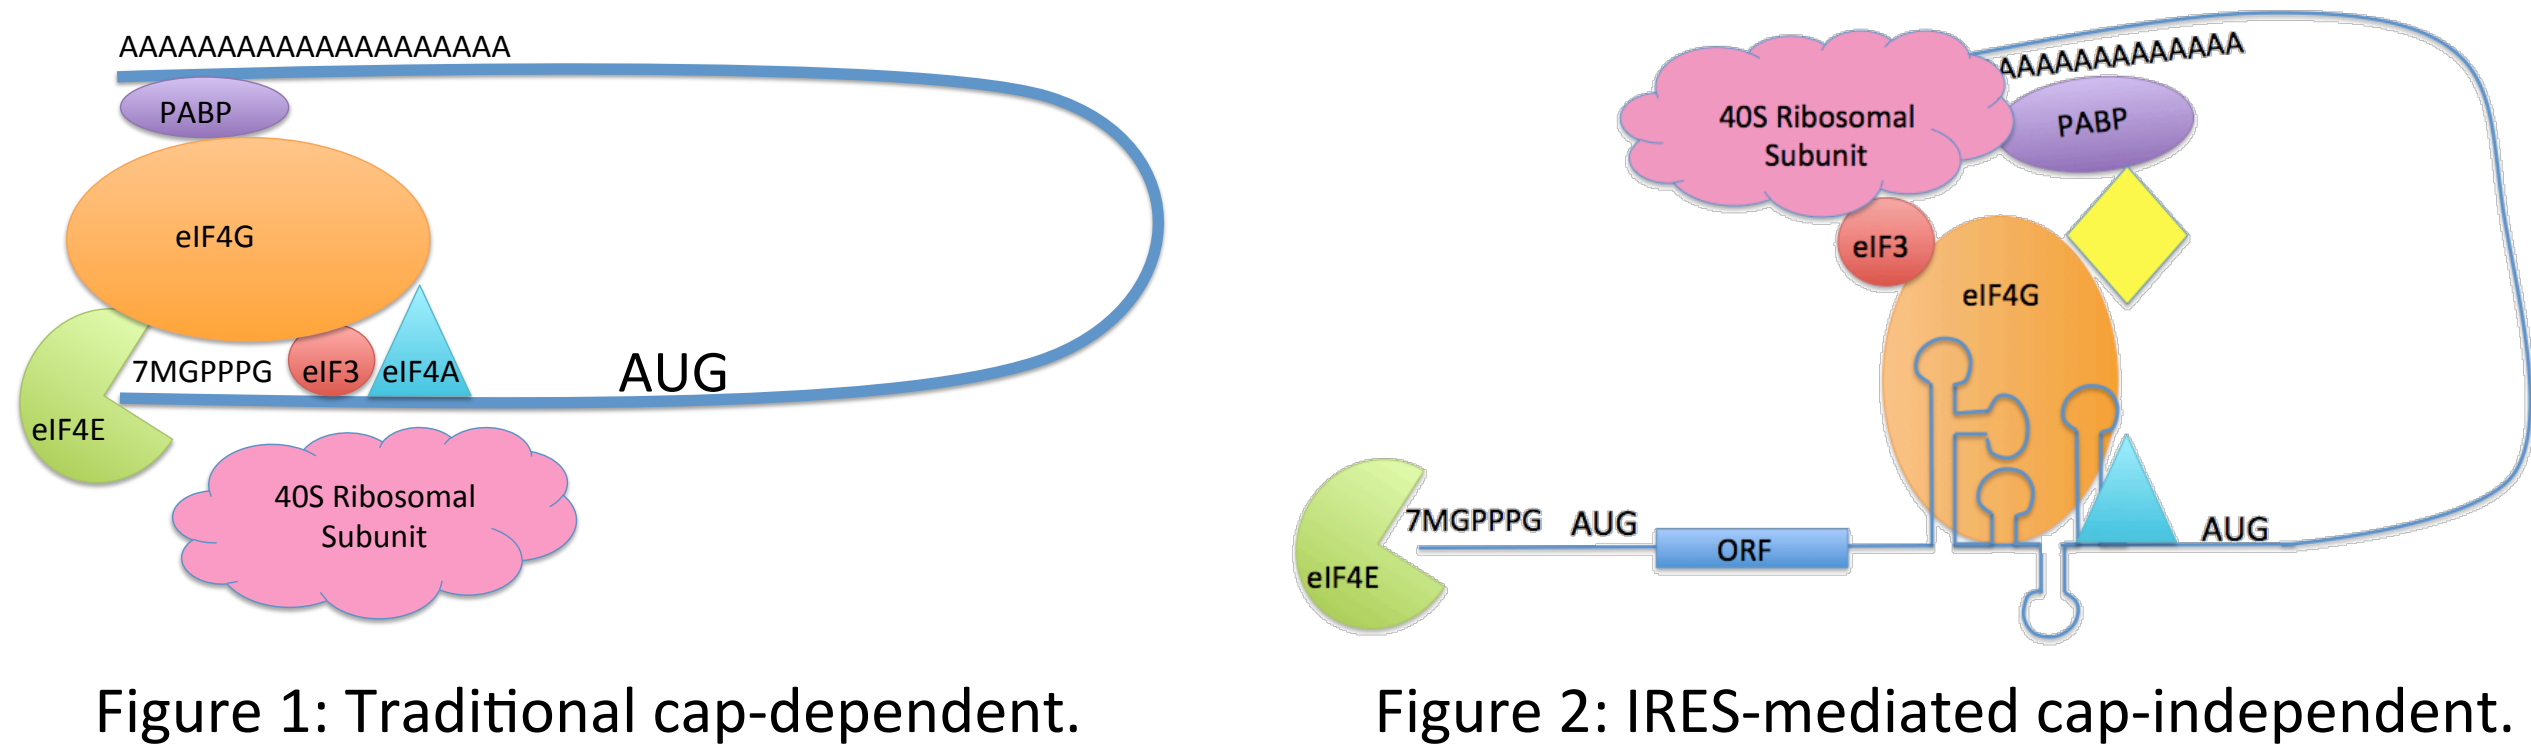 AAAAAAAAAAAAAAAAAAAA
PABP
eIF4G
7MGPPPG
eIF3
eIF4A
AUG
eIF4E
40S Ribosomal
Subunit
Figure 1: Traditional cap-dependent.
AAAAAAAAAAAAA
40S Ribosomal
Subunit
PABP
eIF3
eIF4G
7MGPPPG
AUG
ORF
AUG
eIF4E
Figure 2: IRES-mediated cap-independent.